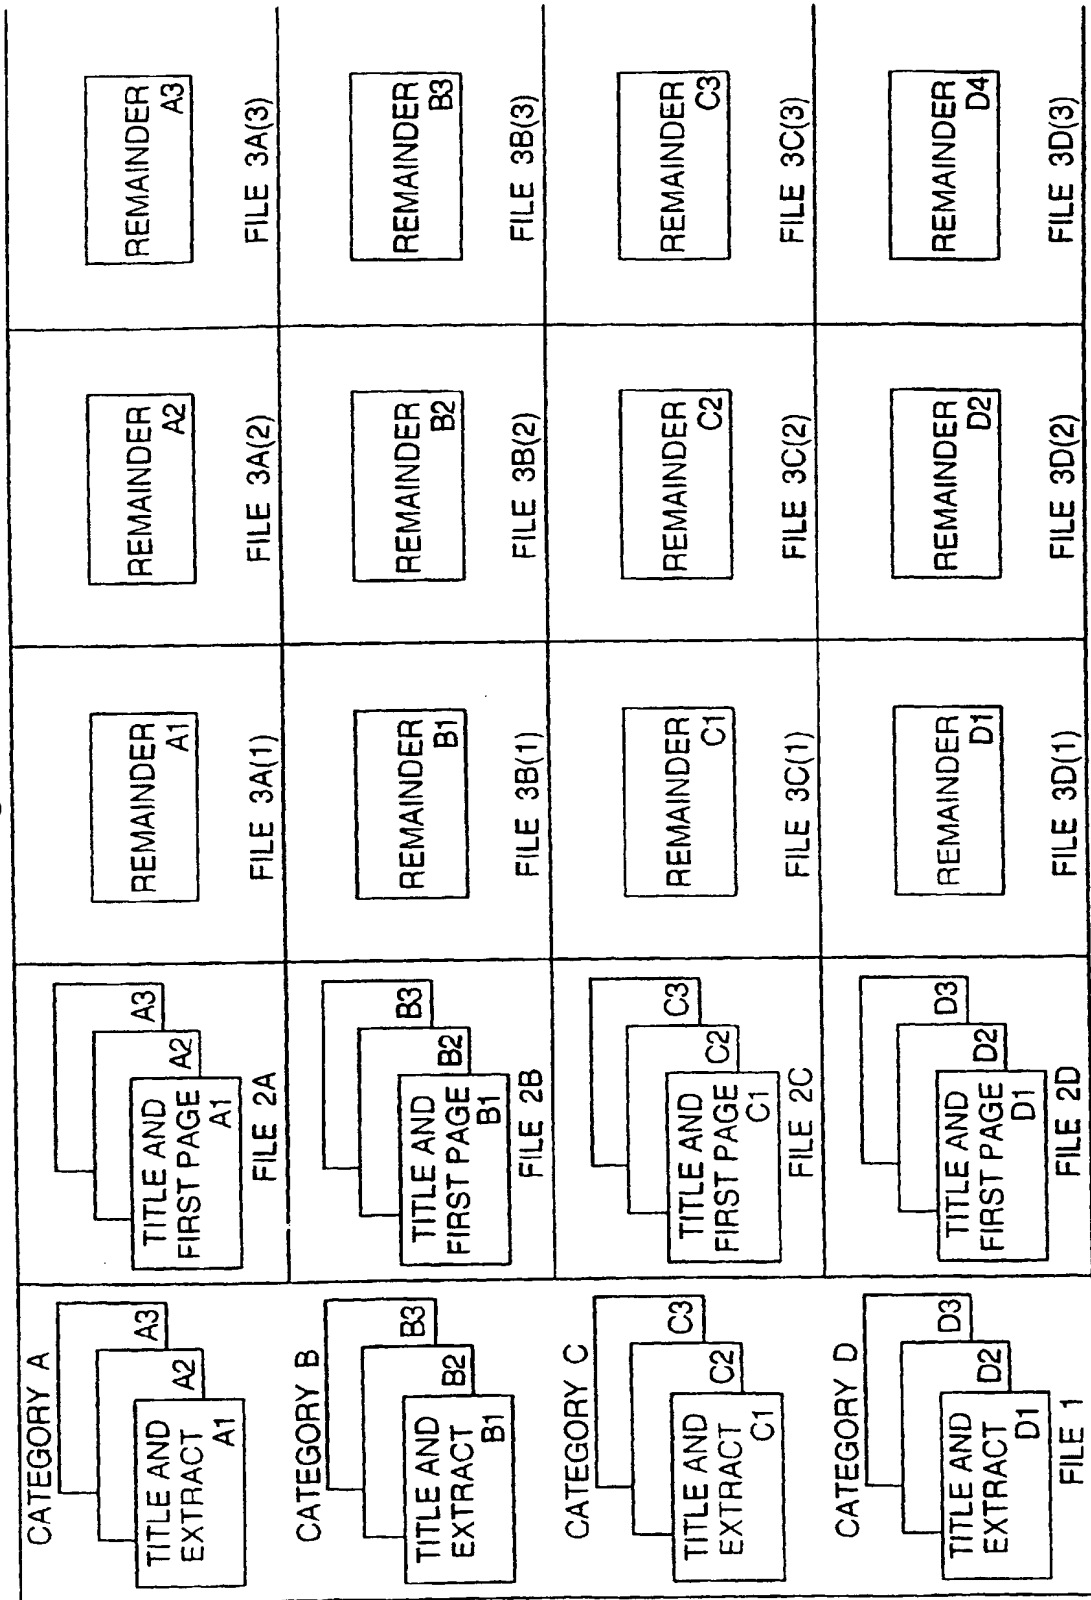 CATEGORY A
TITLE AND
EXTRACT
A1
A2
A3
TITLE AND
FIRST PAGE
A1
A2
A3
FILE 2A
REMAINDER
A1
FILE 3A(1)
REMAINDER
A2
FILE 3A(2)
REMAINDER
A3
FILE 3A(3)
CATEGORY B
TITLE AND
EXTRACT
B1
B2
B3
TITLE AND
FIRST PAGE
B1
B2
B3
FILE 2B
REMAINDER
B1
FILE 3B(1)
REMAINDER
B2
FILE 3B(2)
REMAINDER
B3
FILE 3B(3)
CATEGORY C
TITLE AND
EXTRACT
C1
C2
C3
TITLE AND
FIRST PAGE
C1
C2
C3
FILE 2C
REMAINDER
C1
FILE 3C(1)
REMAINDER
C2
FILE 3C(2)
REMAINDER
C3
FILE 3C(3)
CATEGORY D
TITLE AND
EXTRACT
D1
D2
D3
FILE 1
TITLE AND
FIRST PAGE
D1
D2
D3
FILE 2D
REMAINDER
D1
FILE 3D(1)
REMAINDER
D2
FILE 3D(2)
REMAINDER
D4
FILE 3D(3)